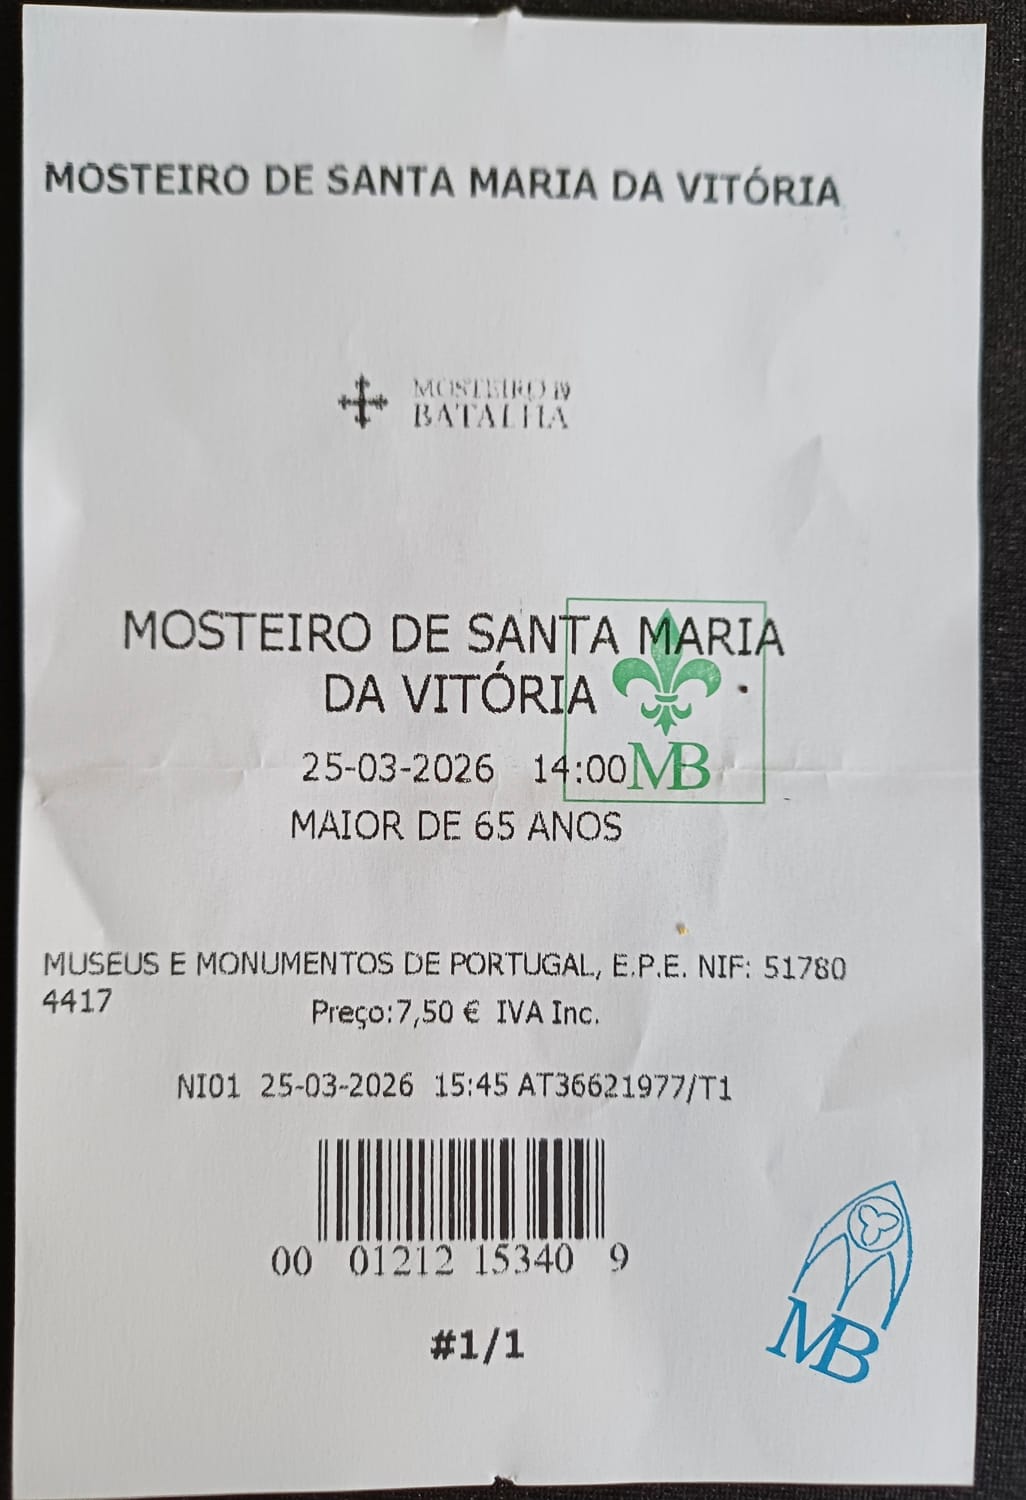 MOSTEIRO DE SANTA MARIA DA VITÓRIA
MOSTEIRO DA
BATALHA
MOSTEIRO DE SANTA MARIA
DA VITÓRIA
25-03-2026 14:00
MB
MAIOR DE 65 ANOS
MUSEUS E MONUMENTOS DE PORTUGAL, E.P.E. NIF: 51780
4417
Preço:7,50 € IVA Inc.
NI01 25-03-2026 15:45 AT36621977/T1
00 01212 15340 9
#1/1
MB